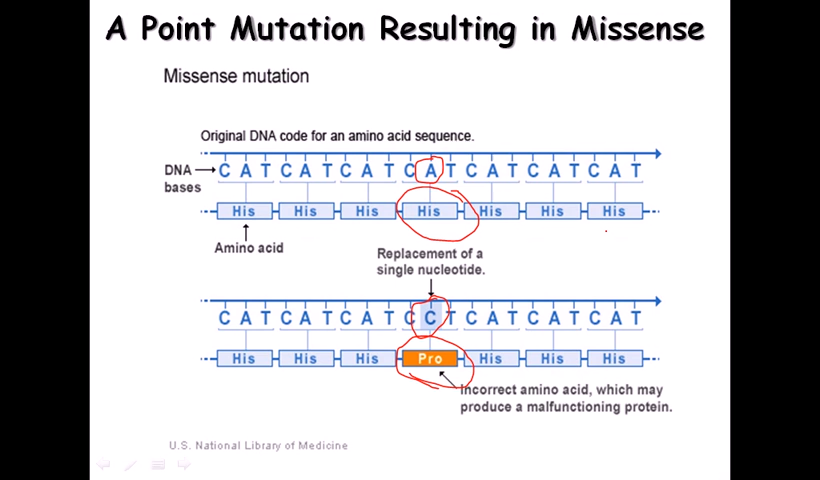 A Point Mutation Resulting in Missense
Missense mutation
Original DNA code for an amino acid sequence.
DNA bases
C A T C A T C A T C A T C A T C A T C A T
His His His His His His His
Amino acid
Replacement of a
single nucleotide.
C A T C A T C A T C C T C A T C A T C A T
His His His Pro His His His
Incorrect amino acid, which may
produce a malfunctioning protein.
U.S. National Library of Medicine